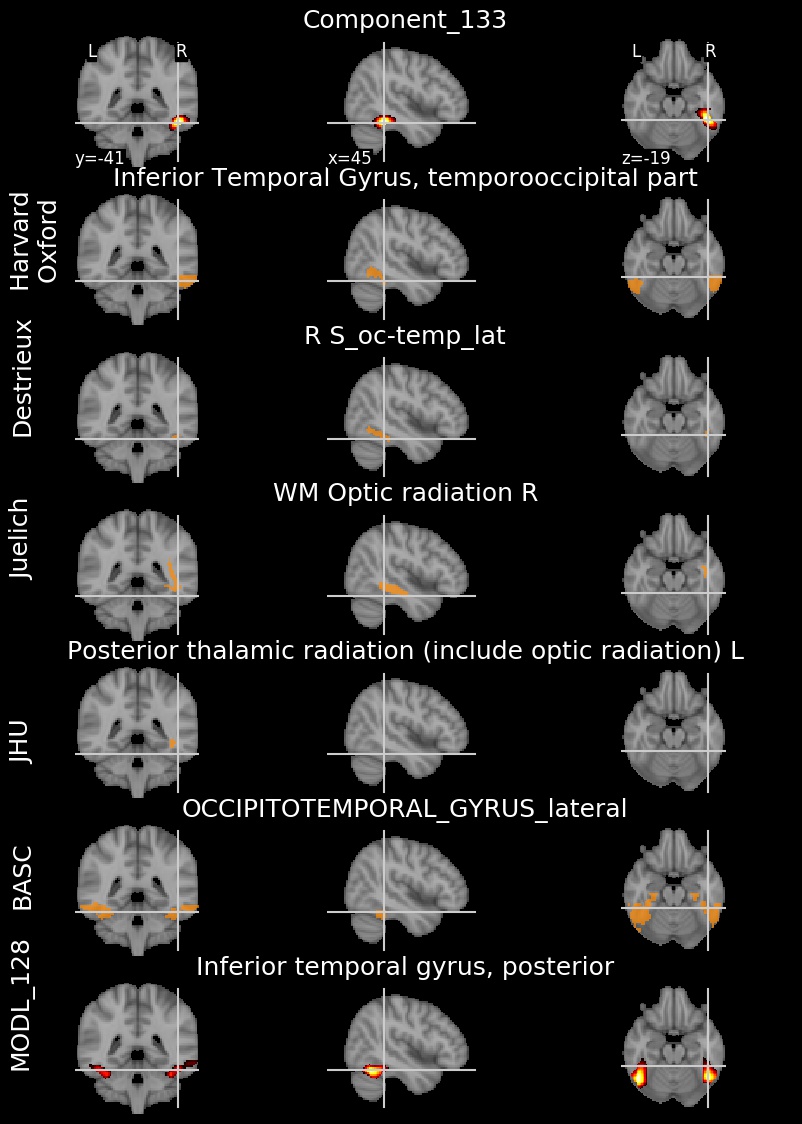 Component_133
L R
L R
y=-41
x=45
z=-19
Inferior Temporal Gyrus, temporooccipital part
Harvard
Oxford
R S_oc-temp_lat
Destrieux
WM Optic radiation R
Juelich
Posterior thalamic radiation (include optic radiation) L
JHU
OCCIPITOTEMPORAL_GYRUS_lateral
BASC
Inferior temporal gyrus, posterior
MODL_128